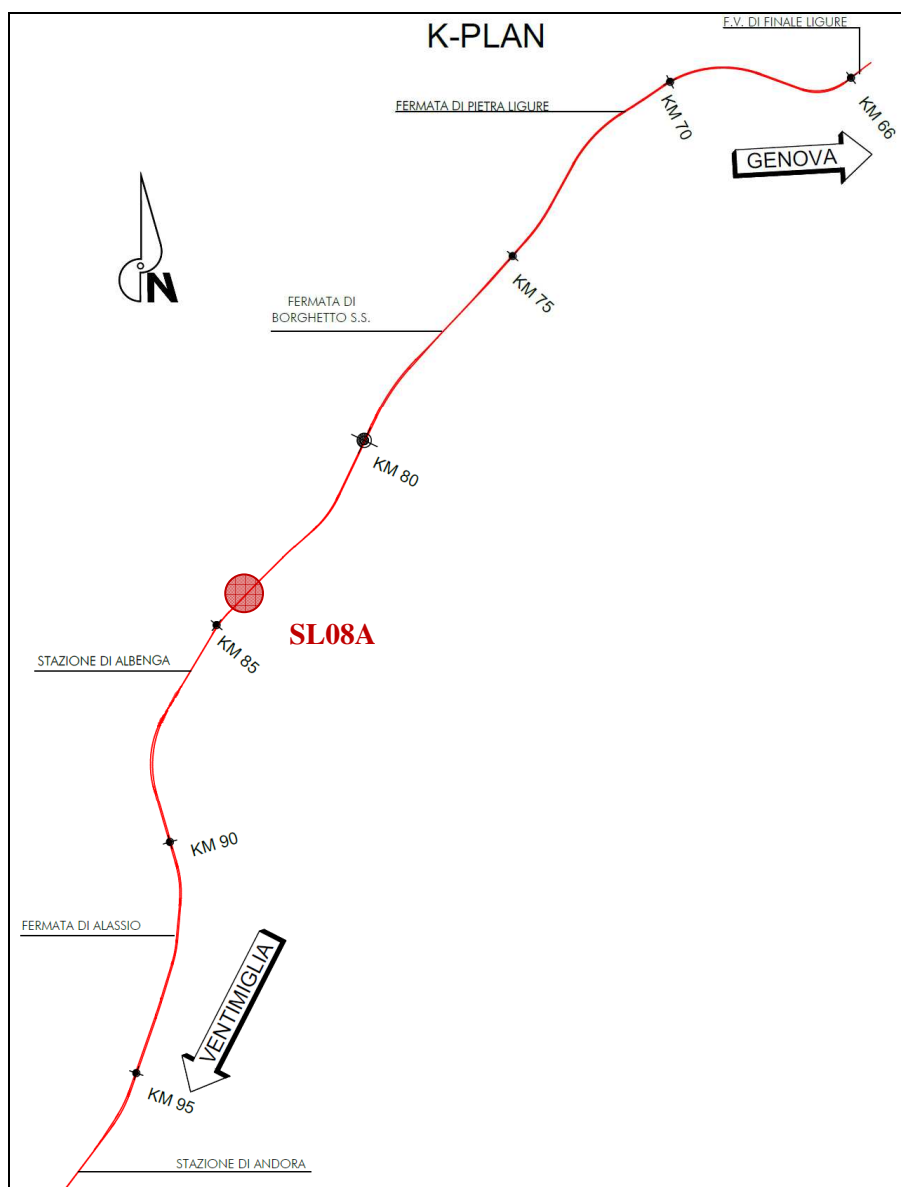 F.V. DI FINALE LIGURE
K-PLAN
FERMATA DI PIETRA LIGURE
KM 70
KM 66
GENOVA
N
KM 75
FERMATA DI
BORGHETTO S.S.
KM 80
SL08A
KM 85
STAZIONE DI ALBENGA
KM 90
FERMATA DI ALASSIO
VENTIMIGLIA
KM 95
STAZIONE DI ANDORA